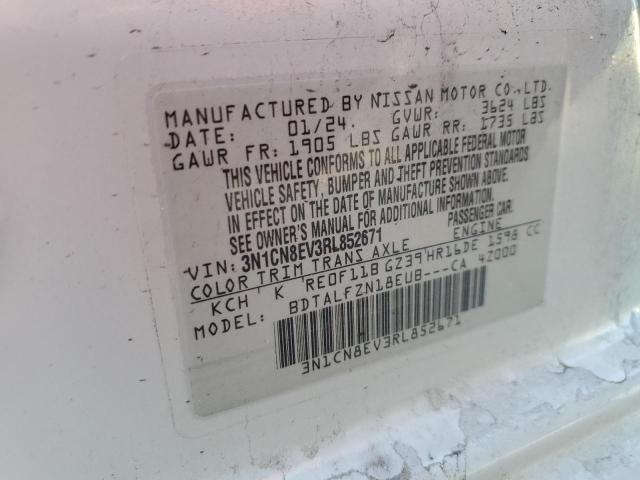 MANUFACTURED BY NISSAN MOTOR CO.,LTD.
DATE: 01/24. GVWR: 3624 LBS
GAWR FR: 1905 LBS GAWR RR: 1735 LBS
THIS VEHICLE CONFORMS TO ALL APPLICABLE FEDERAL MOTOR
VEHICLE SAFETY, BUMPER AND THEFT PREVENTION STANDARDS
IN EFFECT ON THE DATE OF MANUFACTURE SHOWN ABOVE.
SEE OWNER'S MANUAL FOR ADDITIONAL INFORMATION.
VIN: 3N1CN8EV3RL852671 PASSENGER CAR.
COLOR TRIM TRANS AXLE ENGINE
KCH K RE0F11B GZ39 HR16DE 1598 CC
MODEL: BDTALFZN18EUB---CA 4Z000
3N1CN8EV3RL852671